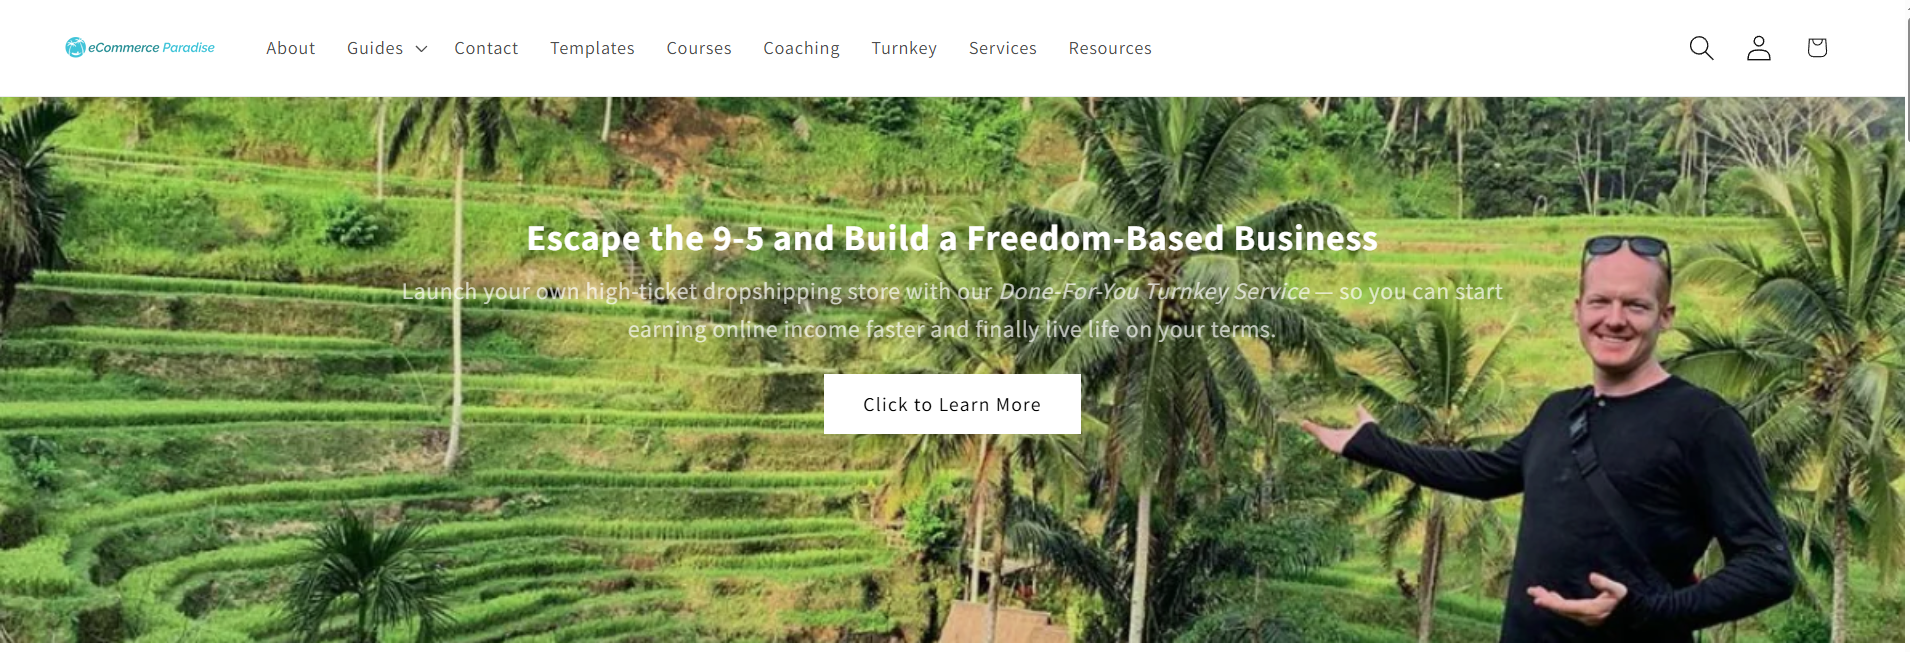 eCommerce Paradise
About Guides Contact Templates Courses Coaching Turnkey Services Resources
Escape the 9-5 and Build a Freedom-Based Business
Launch your own high-ticket dropshipping store with our Done-For-You Turnkey Service — so you can start
earning online income faster and finally live life on your terms.
Click to Learn More